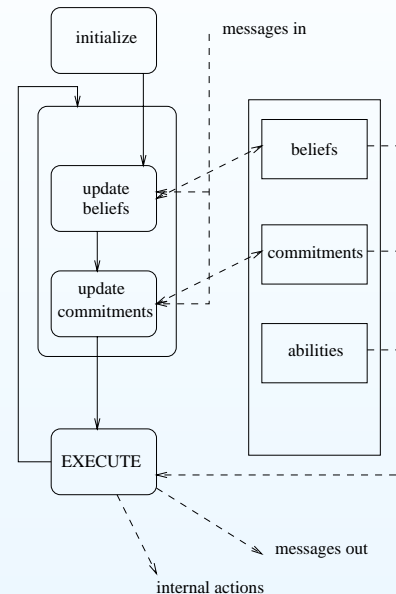 initialize
messages in
update
beliefs
beliefs
update
commitments
commitments
abilities
EXECUTE
messages out
internal actions